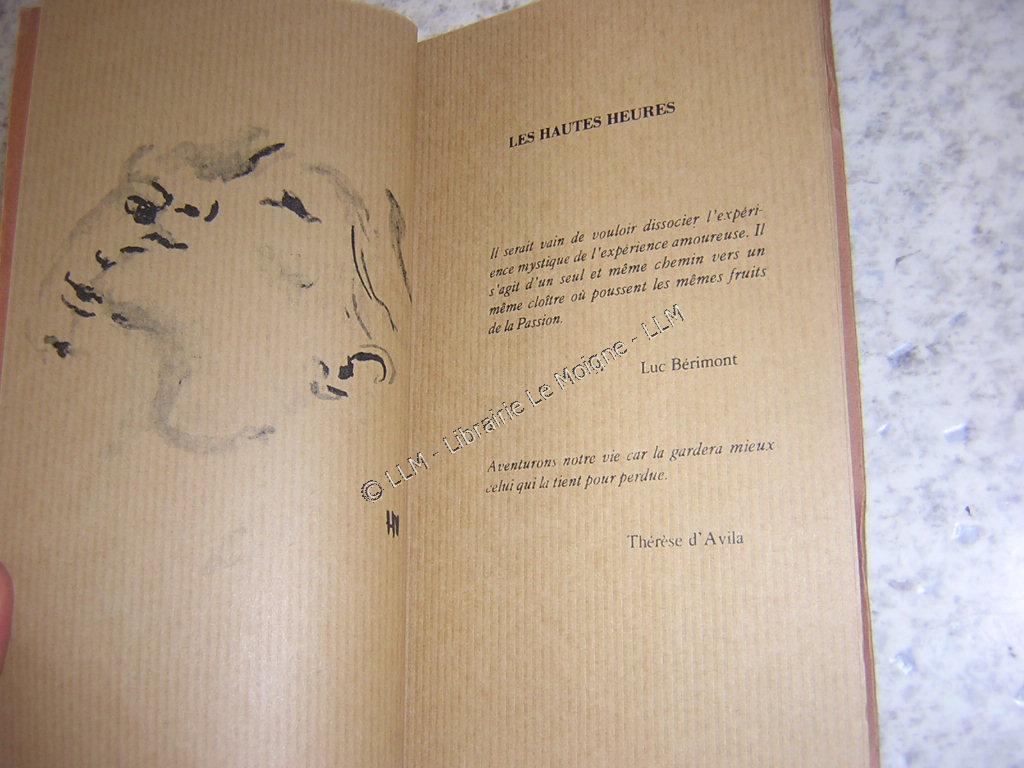 LES HAUTES HEURES
Il serait vain de vouloir dissocier l'expéri-
ence mystique de l'expérience amoureuse. Il
s'agit d'un seul et même chemin vers un
même cloître où poussent les mêmes fruits
de la Passion.
Luc Bérimont
© LLM - Librairie Le Moigne - LLM
Aventurons notre vie car la gardera mieux
celui qui la tient pour perdue.
Thérèse d'Avila